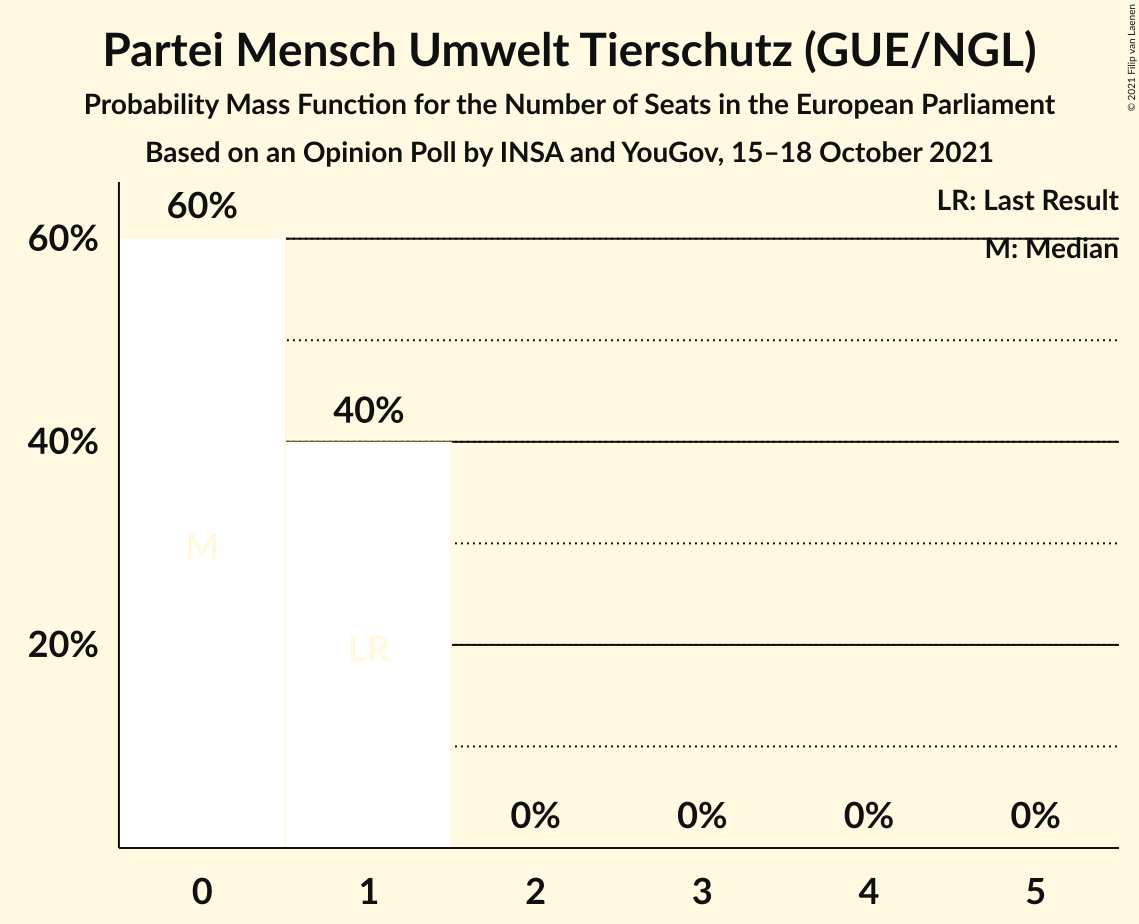 Partei Mensch Umwelt Tierschutz (GUE/NGL)
Probability Mass Function for the Number of Seats in the European Parliament
Based on an Opinion Poll by INSA and YouGov, 15–18 October 2021
© 2021 Filip van Laenen
LR: Last Result
M: Median
60%
40%
20%
60%
40%
0%
0%
0%
0%
M
LR
0
1
2
3
4
5